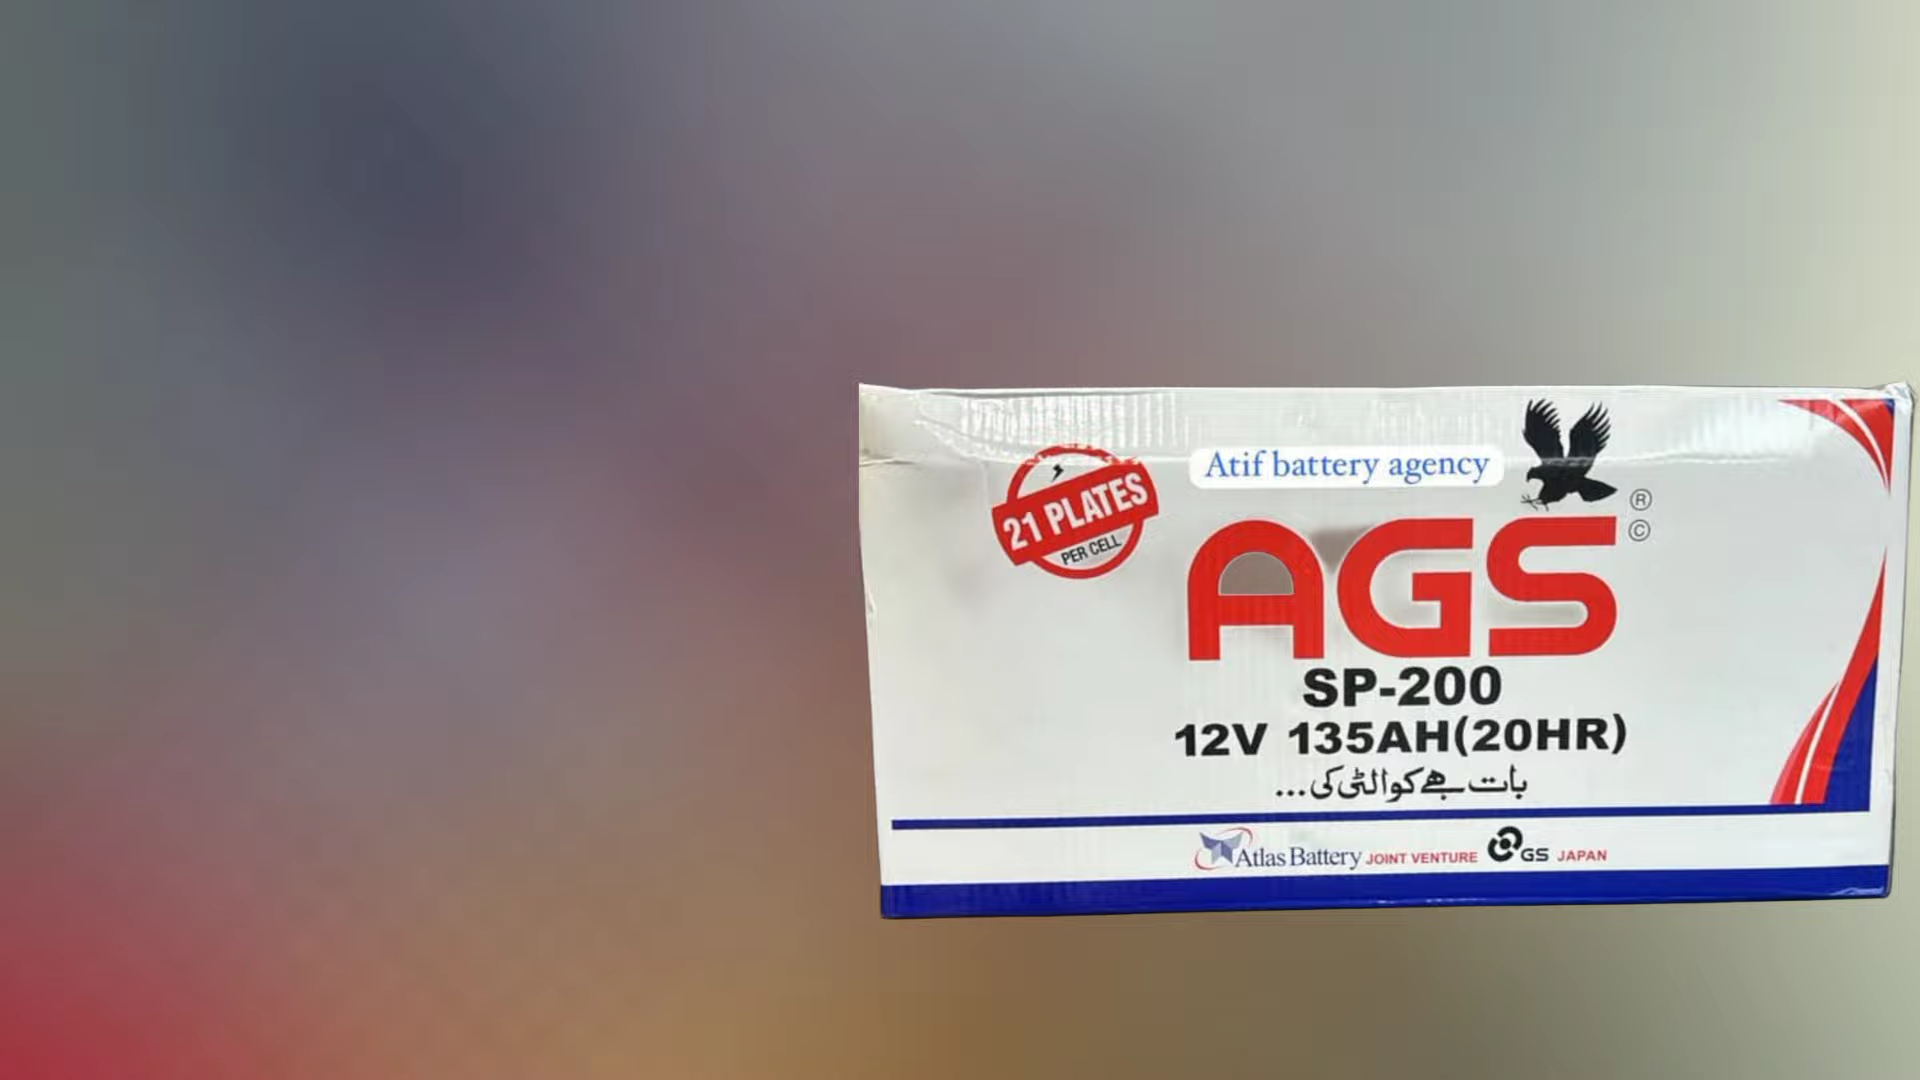 Atif battery agency
21 PLATES
PER CELL
AGS
®
©
SP-200
12V 135AH(20HR)
بات ہے کوالٹی کی...
Atlas Battery JOINT VENTURE GS JAPAN